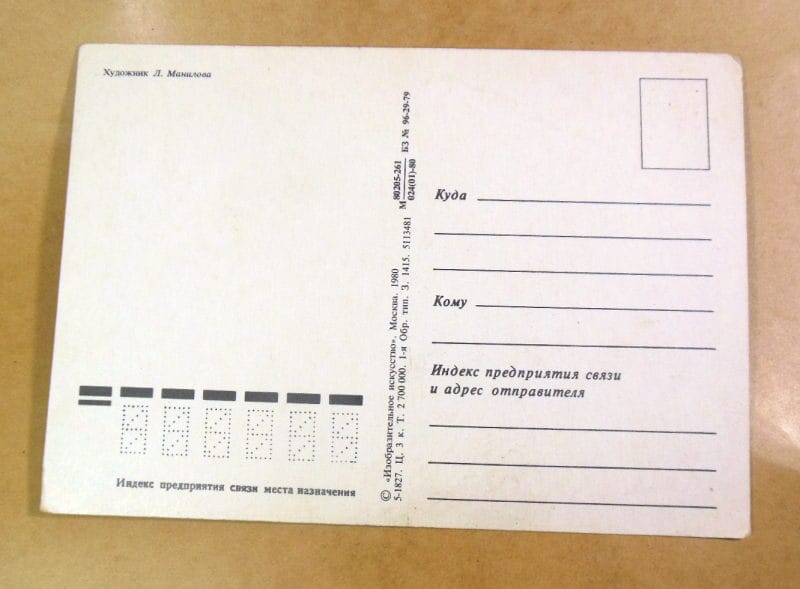 Художник Л. Манилова
Индекс предприятия связи места назначения
© «Изобразительное искусство». Москва. 1980
5-1827. Ц. 3 к. Т. 2 700 000. 1-я Обр. тип. З. 1415. 5113481
М 80205-261
024(01)-80
БЗ № 96-29-79
Куда
Кому
Индекс предприятия связи
и адрес отправителя